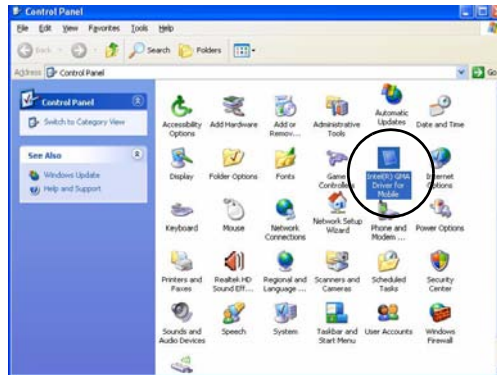 Control Panel
File Edit View Favorites Tools Help
Back Search Folders
Address Control Panel Go
Control Panel
Switch to Category View
See Also
Windows Update
Help and Support
Accessibility Options
Add Hardware
Add or Remov...
Administrative Tools
Automatic Updates
Date and Time
Display
Folder Options
Fonts
Game Controllers
Intel(R) GMA Driver for Mobile
Internet Options
Keyboard
Mouse
Network Connections
Network Setup Wizard
Phone and Modem ...
Power Options
Printers and Faxes
Realtek HD Sound Eff...
Regional and Language ...
Scanners and Cameras
Scheduled Tasks
Security Center
Sounds and Audio Devices
Speech
System
Taskbar and Start Menu
User Accounts
Windows Firewall